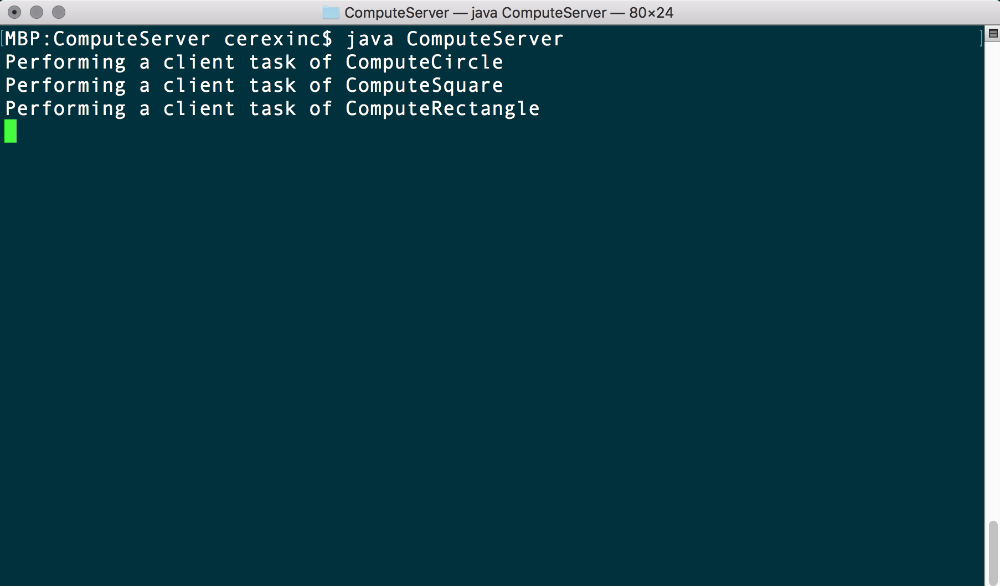 ComputeServer — java ComputeServer — 80×24
[MBP:ComputeServer cerexinc$ java ComputeServer ]
Performing a client task of ComputeCircle
Performing a client task of ComputeSquare
Performing a client task of ComputeRectangle